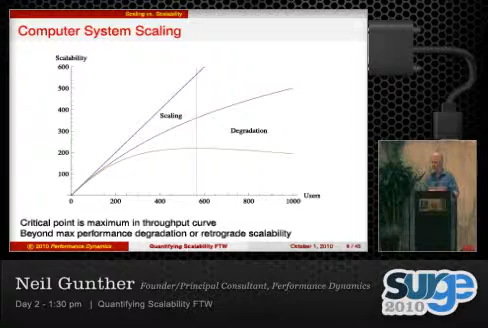 Scaling vs. Scalability
Computer System Scaling
Scalability
600
500
400
300
200
100
Scaling
Degradation
0
200
400
600
800
1000
Users
Critical point is maximum in throughput curve
Beyond max performance degradation or retrograde scalability
© 2010 Performance Dynamics
Quantifying Scalability FTW
October 1, 2010
9 / 45
Neil Gunther Founder/Principal Consultant, Performance Dynamics
Day 2 - 1:30 pm | Quantifying Scalability FTW
surge
2010